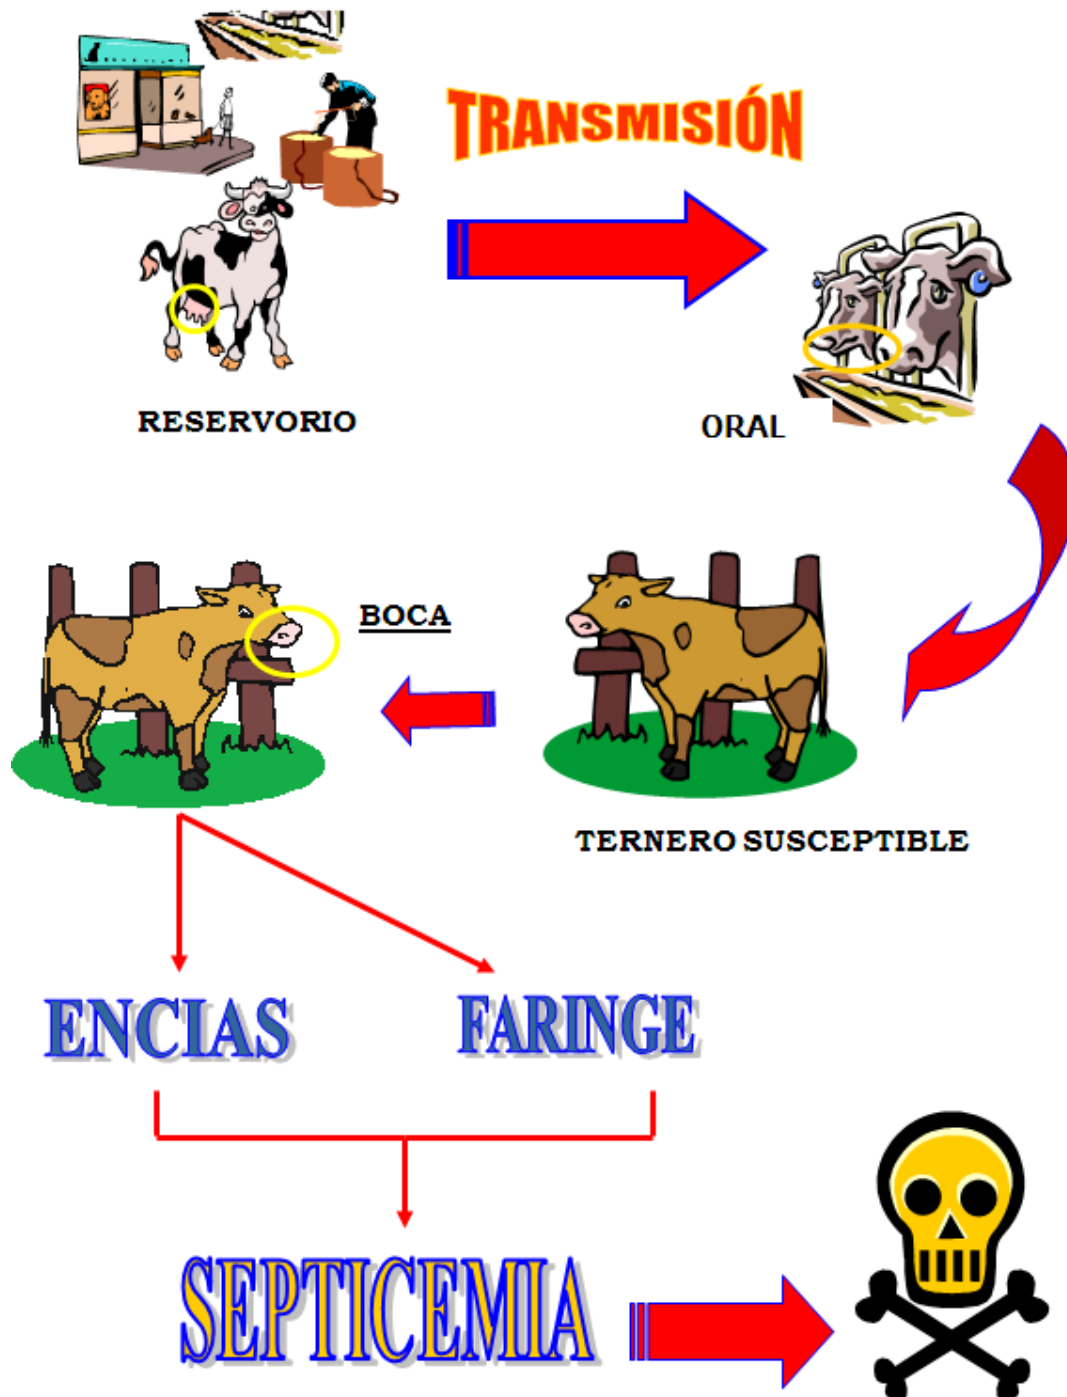 TRANSMISIÓN
RESERVORIO
ORAL
BOCA
TERNERO SUSCEPTIBLE
ENCIAS
FARINGE
SEPTICEMIA